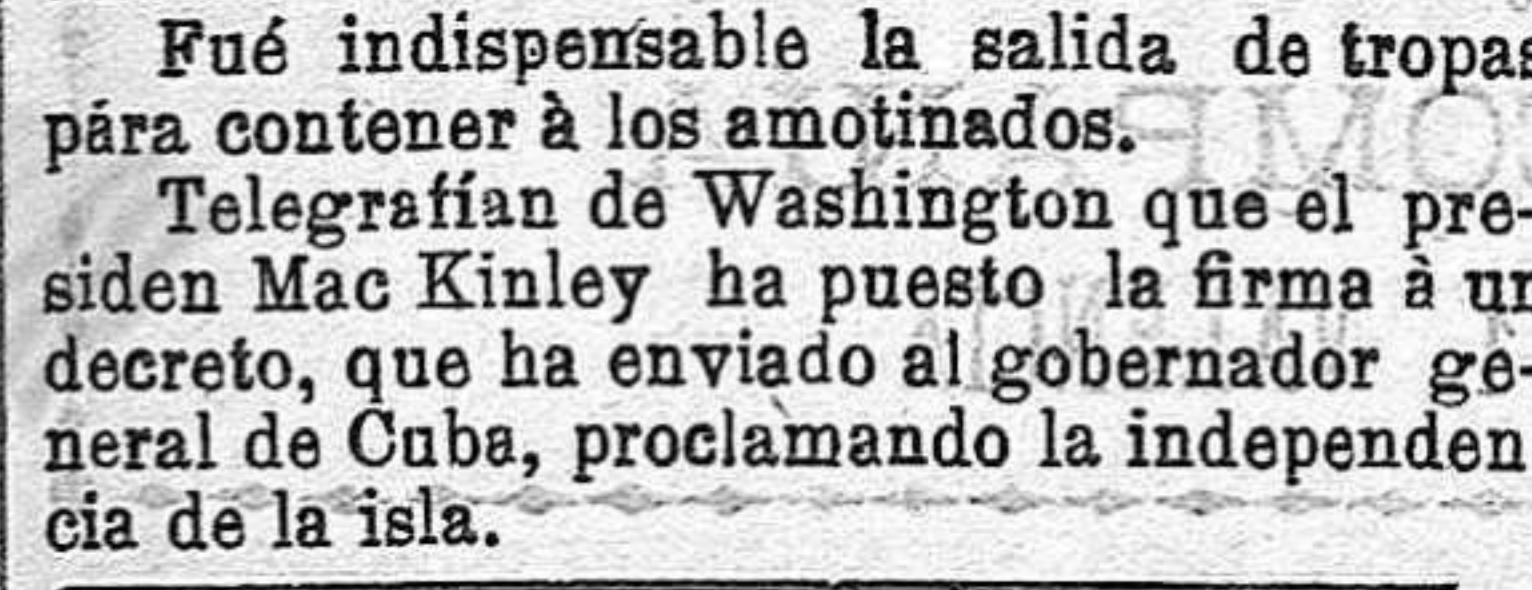 Fué indispensable la salida de tropas
pára contener à los amotinados.
Telegrafían de Washington que el pre-
siden Mac Kinley ha puesto la firma à un
decreto, que ha enviado al gobernador ge-
neral de Cuba, proclamando la independen
cia de la isla.